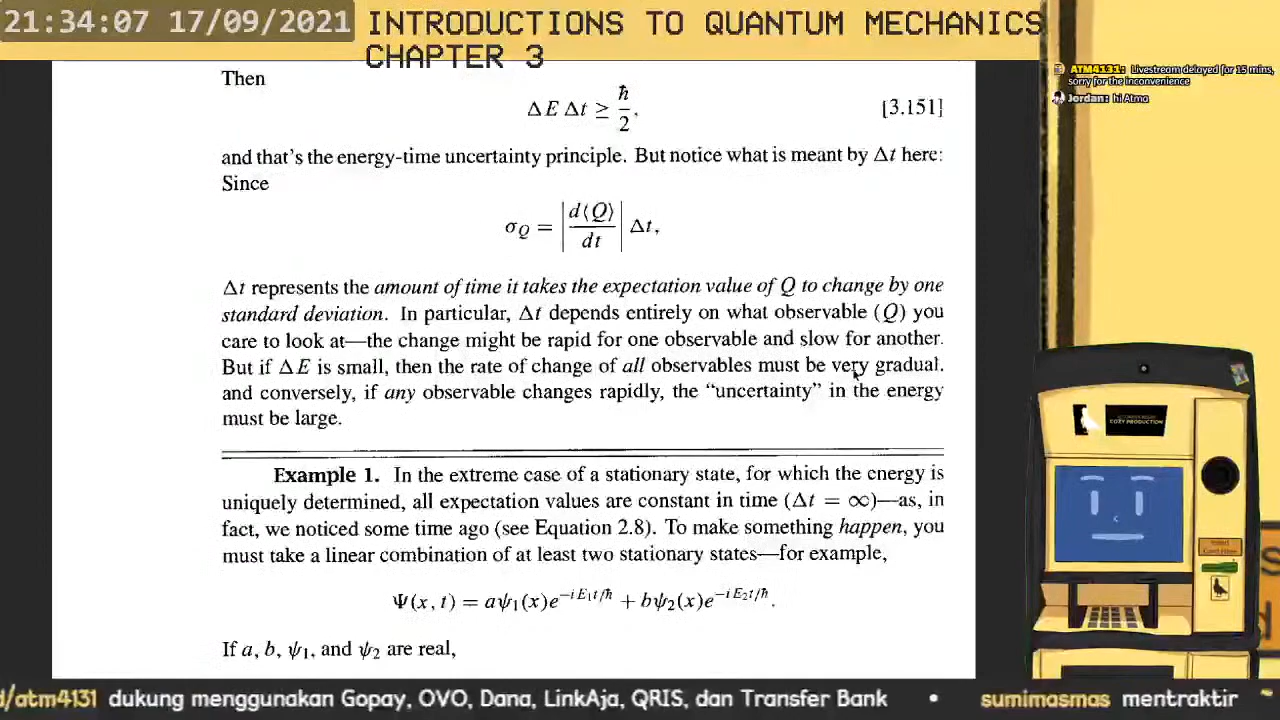 21:34:07 17/09/2021
INTRODUCTIONS TO QUANTUM MECHANICS
CHAPTER 3
ATM4131: Livestream delayed for 15 mins,
sorry for the inconvenience
Jordan: hi Atma
Then
ΔE Δt ≥ ħ/2, [3.151]
and that's the energy-time uncertainty principle. But notice what is meant by Δt here:
Since
σ_Q = |d⟨Q⟩/dt| Δt,
Δt represents the amount of time it takes the expectation value of Q to change by one
standard deviation. In particular, Δt depends entirely on what observable (Q) you
care to look at—the change might be rapid for one observable and slow for another.
But if ΔE is small, then the rate of change of all observables must be very gradual.
and conversely, if any observable changes rapidly, the "uncertainty" in the energy
must be large.
Example 1. In the extreme case of a stationary state, for which the energy is
uniquely determined, all expectation values are constant in time (Δt = ∞)—as, in
fact, we noticed some time ago (see Equation 2.8). To make something happen, you
must take a linear combination of at least two stationary states—for example,
Ψ(x, t) = aψ₁(x)e^{−iE₁t/ħ} + bψ₂(x)e^{−iE₂t/ħ}.
If a, b, ψ₁, and ψ₂ are real,
COZY PRODUCTION
d/atm4131 dukung menggunakan Gopay, OVO, Dana, LinkAja, QRIS, dan Transfer Bank • sumimasmas mentraktir ~